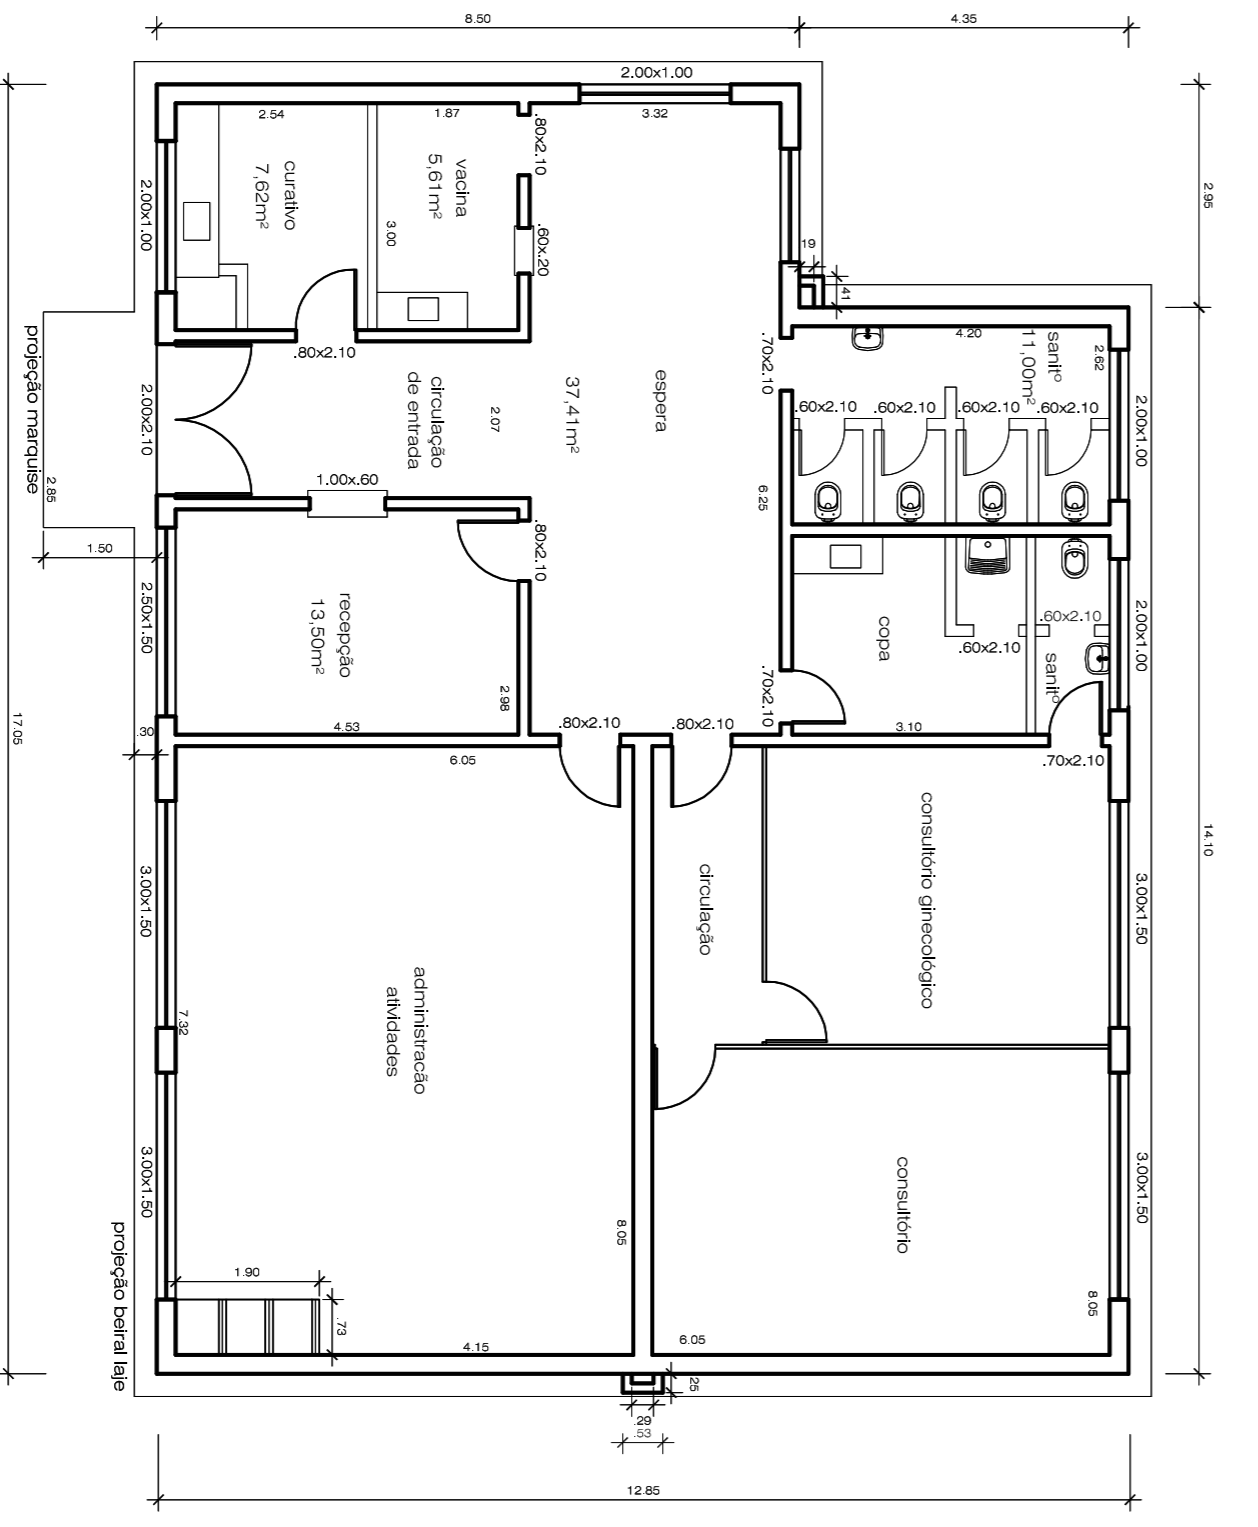 8.50
4.35
2.00x1.00
2.54
1.87
3.32
.80x2.10
2.00x1.00
curativo
7,62m²
vacina
5,61m²
3.00
.60x.20
2.95
19
41
.80x2.10
.70x2.10
4.20
sanitº
11,00m²
2.62
projeção marquise
2.00x2.10
circulação
de entrada
2.07
espera
37,41m²
.60x2.10
.60x2.10
.60x2.10
.60x2.10
2.00x1.00
2.85
1.00x.60
6.25
1.50
.80x2.10
2.50x1.50
recepção
13,50m²
2.98
copa
.60x2.10
.60x2.10
sanitº
2.00x1.00
17.05
.30
4.53
.80x2.10
.80x2.10
.70x2.10
3.10
.70x2.10
6.05
14.10
3.00x1.50
circulação
consultório ginecológico
3.00x1.50
7.32
administracão
atividades
3.00x1.50
consultório
3.00x1.50
8.05
projeção beiral laje
1.90
.73
4.15
6.05
8.05
25
.29
.53
12.85